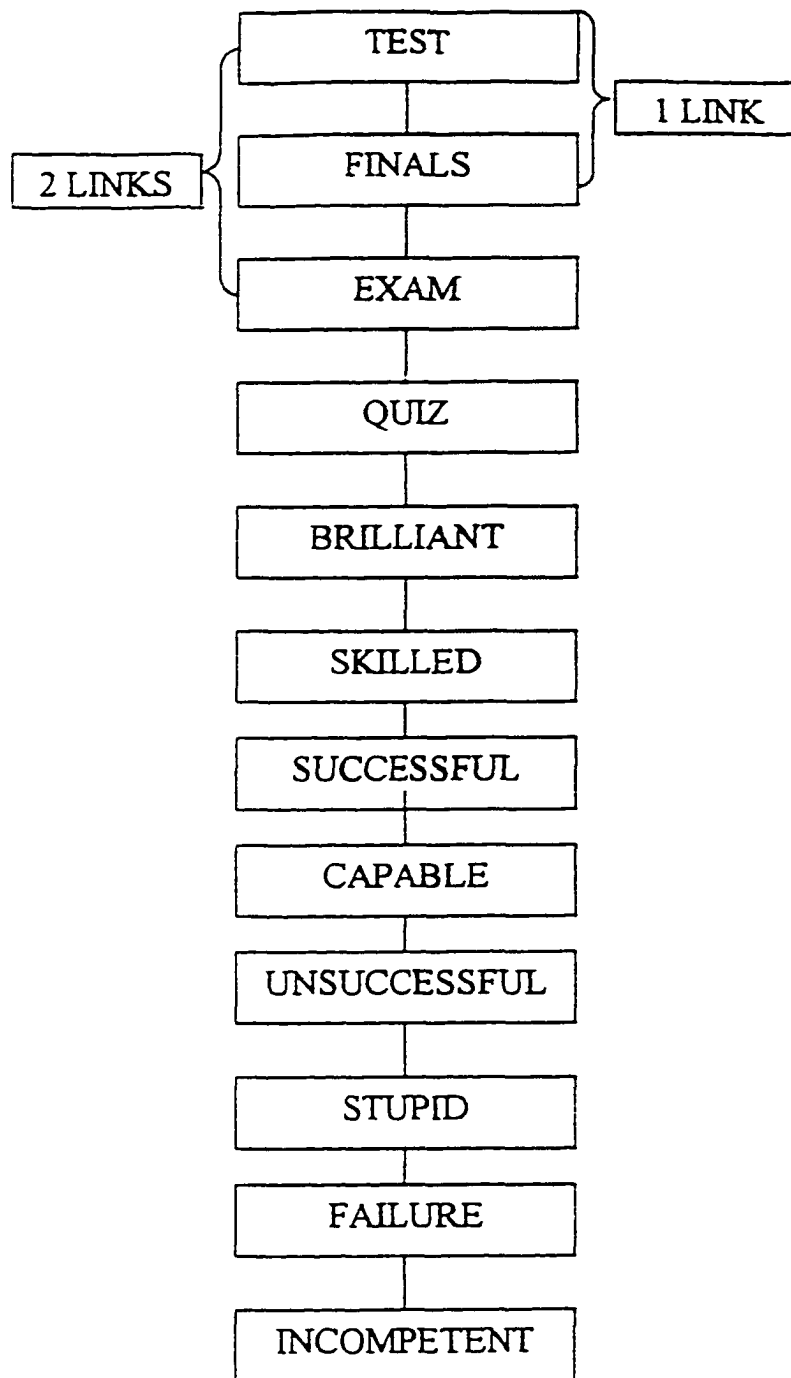 TEST
1 LINK
FINALS
2 LINKS
EXAM
QUIZ
BRILLIANT
SKILLED
SUCCESSFUL
CAPABLE
UNSUCCESSFUL
STUPID
FAILURE
INCOMPETENT